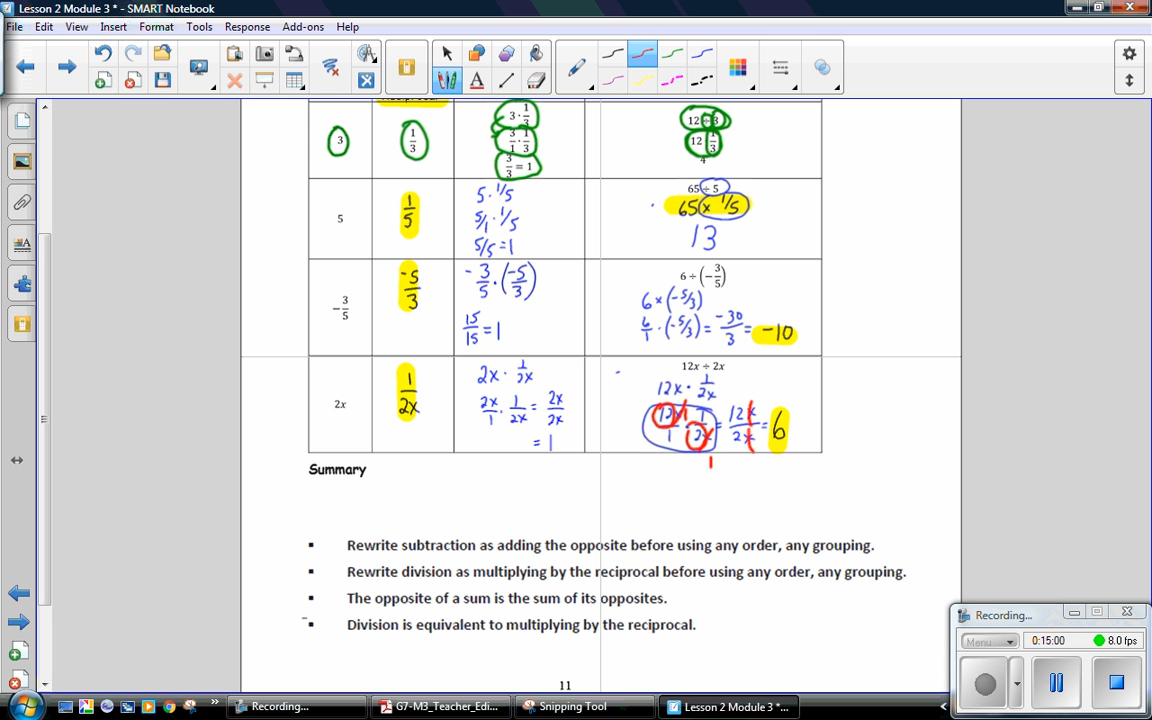 Lesson 2 Module 3 * - SMART Notebook
File Edit View Insert Format Tools Response Add-ons Help
3
1/3
3 · 1/3
3/1 · 1/3
3/3 = 1
12 ÷ 3
12 · 1/3
4
5
1/5
5 · 1/5
5/1 · 1/5
5/5 = 1
65 ÷ 5
65 x 1/5
13
-3/5
-5/3
-3/5 · (-5/3)
15/15 = 1
6 ÷ (-3/5)
6 x (-5/3)
6/1 · (-5/3) = -30/3 = -10
2x
1/2x
2x · 1/2x
2x/1 · 1/2x = 2x/2x
= 1
12x ÷ 2x
12x · 1/2x
12x/1 · 1/2x = 12x/2x = 6
1
Summary
▪ Rewrite subtraction as adding the opposite before using any order, any grouping.
▪ Rewrite division as multiplying by the reciprocal before using any order, any grouping.
▪ The opposite of a sum is the sum of its opposites.
▪ Division is equivalent to multiplying by the reciprocal.
11
Recording...
Menu
0:15:00
8.0 fps
Recording...
G7-M3_Teacher_Edi...
Snipping Tool
Lesson 2 Module 3 *...